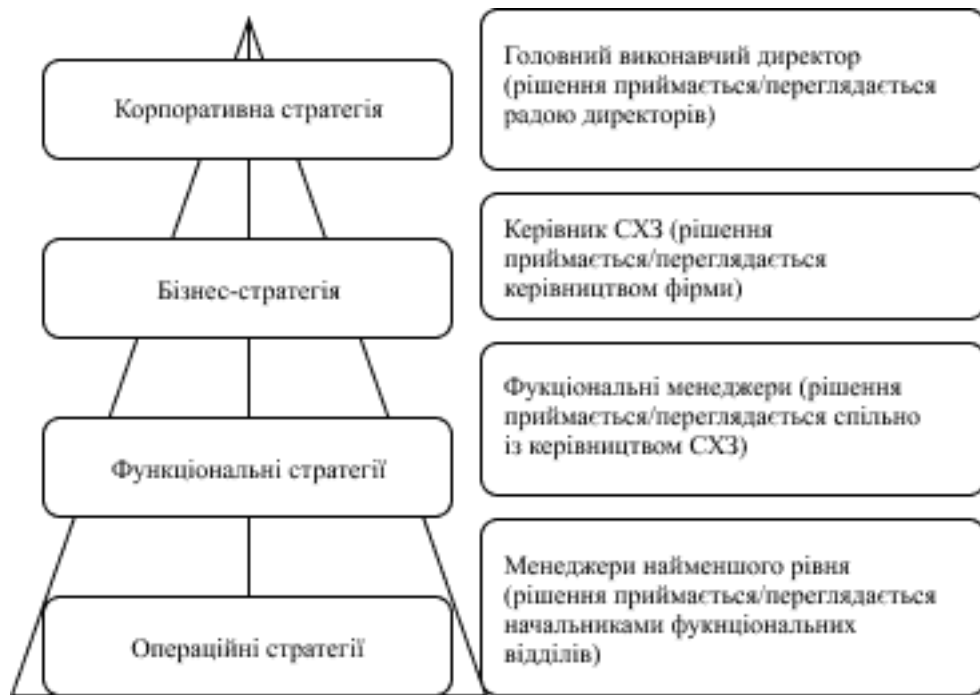 Корпоративна стратегія
Головний виконавчий директор
(рішення приймається/переглядається
радою директорів)
Бізнес-стратегія
Керівник СХЗ (рішення
приймається/переглядається
керівництвом фірми)
Функціональні стратегії
Фукціональні менеджери (рішення
приймається/переглядається спільно
із керівництвом СХЗ)
Операційні стратегії
Менеджери найменшого рівня
(рішення приймається/переглядається
начальниками фукнціональних
відділів)